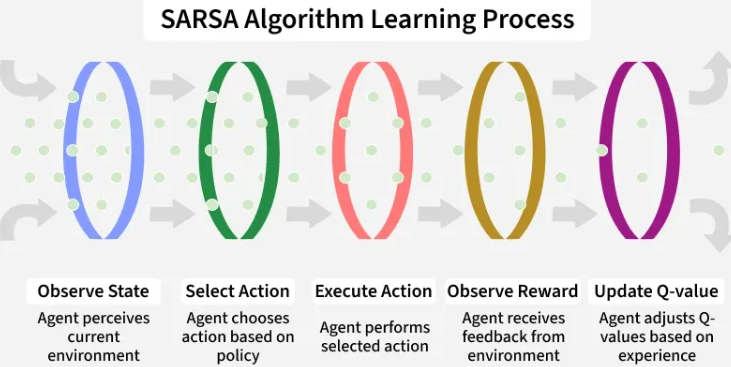 SARSA Algorithm Learning Process
Observe State
Agent perceives
current
environment
Select Action
Agent chooses
action based on
policy
Execute Action
Agent performs
selected action
Observe Reward
Agent receives
feedback from
environment
Update Q-value
Agent adjusts Q-
values based on
experience